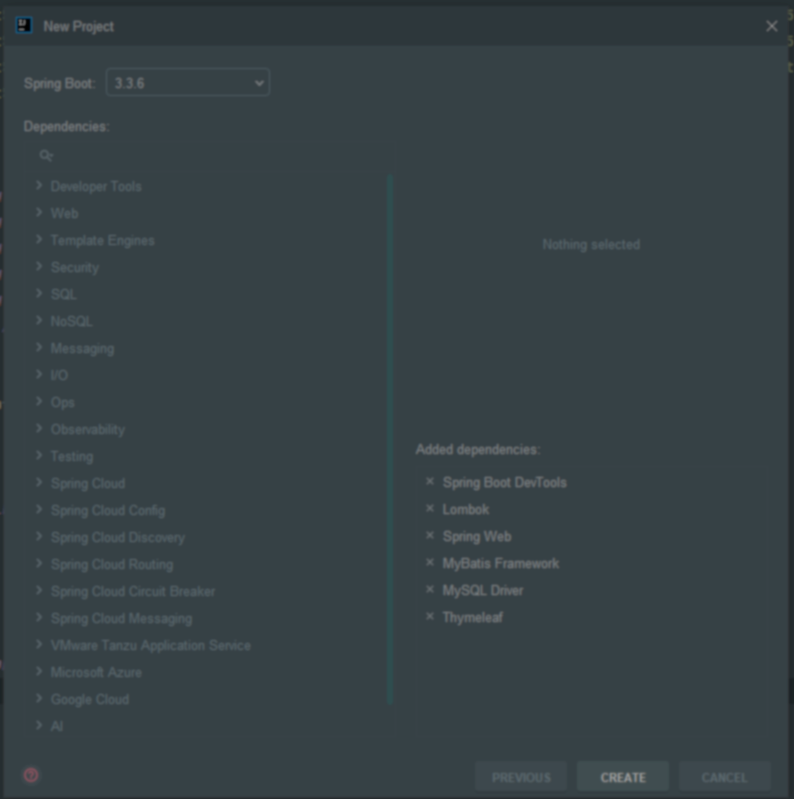 New Project
Spring Boot: 3.3.6
Dependencies:
Developer Tools
Web
Template Engines
Security
SQL
NoSQL
Messaging
I/O
Ops
Observability
Testing
Spring Cloud
Spring Cloud Config
Spring Cloud Discovery
Spring Cloud Routing
Spring Cloud Circuit Breaker
Spring Cloud Messaging
VMware Tanzu Application Service
Microsoft Azure
Google Cloud
AI
Nothing selected
Added dependencies:
Spring Boot DevTools
Lombok
Spring Web
MyBatis Framework
MySQL Driver
Thymeleaf
PREVIOUS CREATE CANCEL